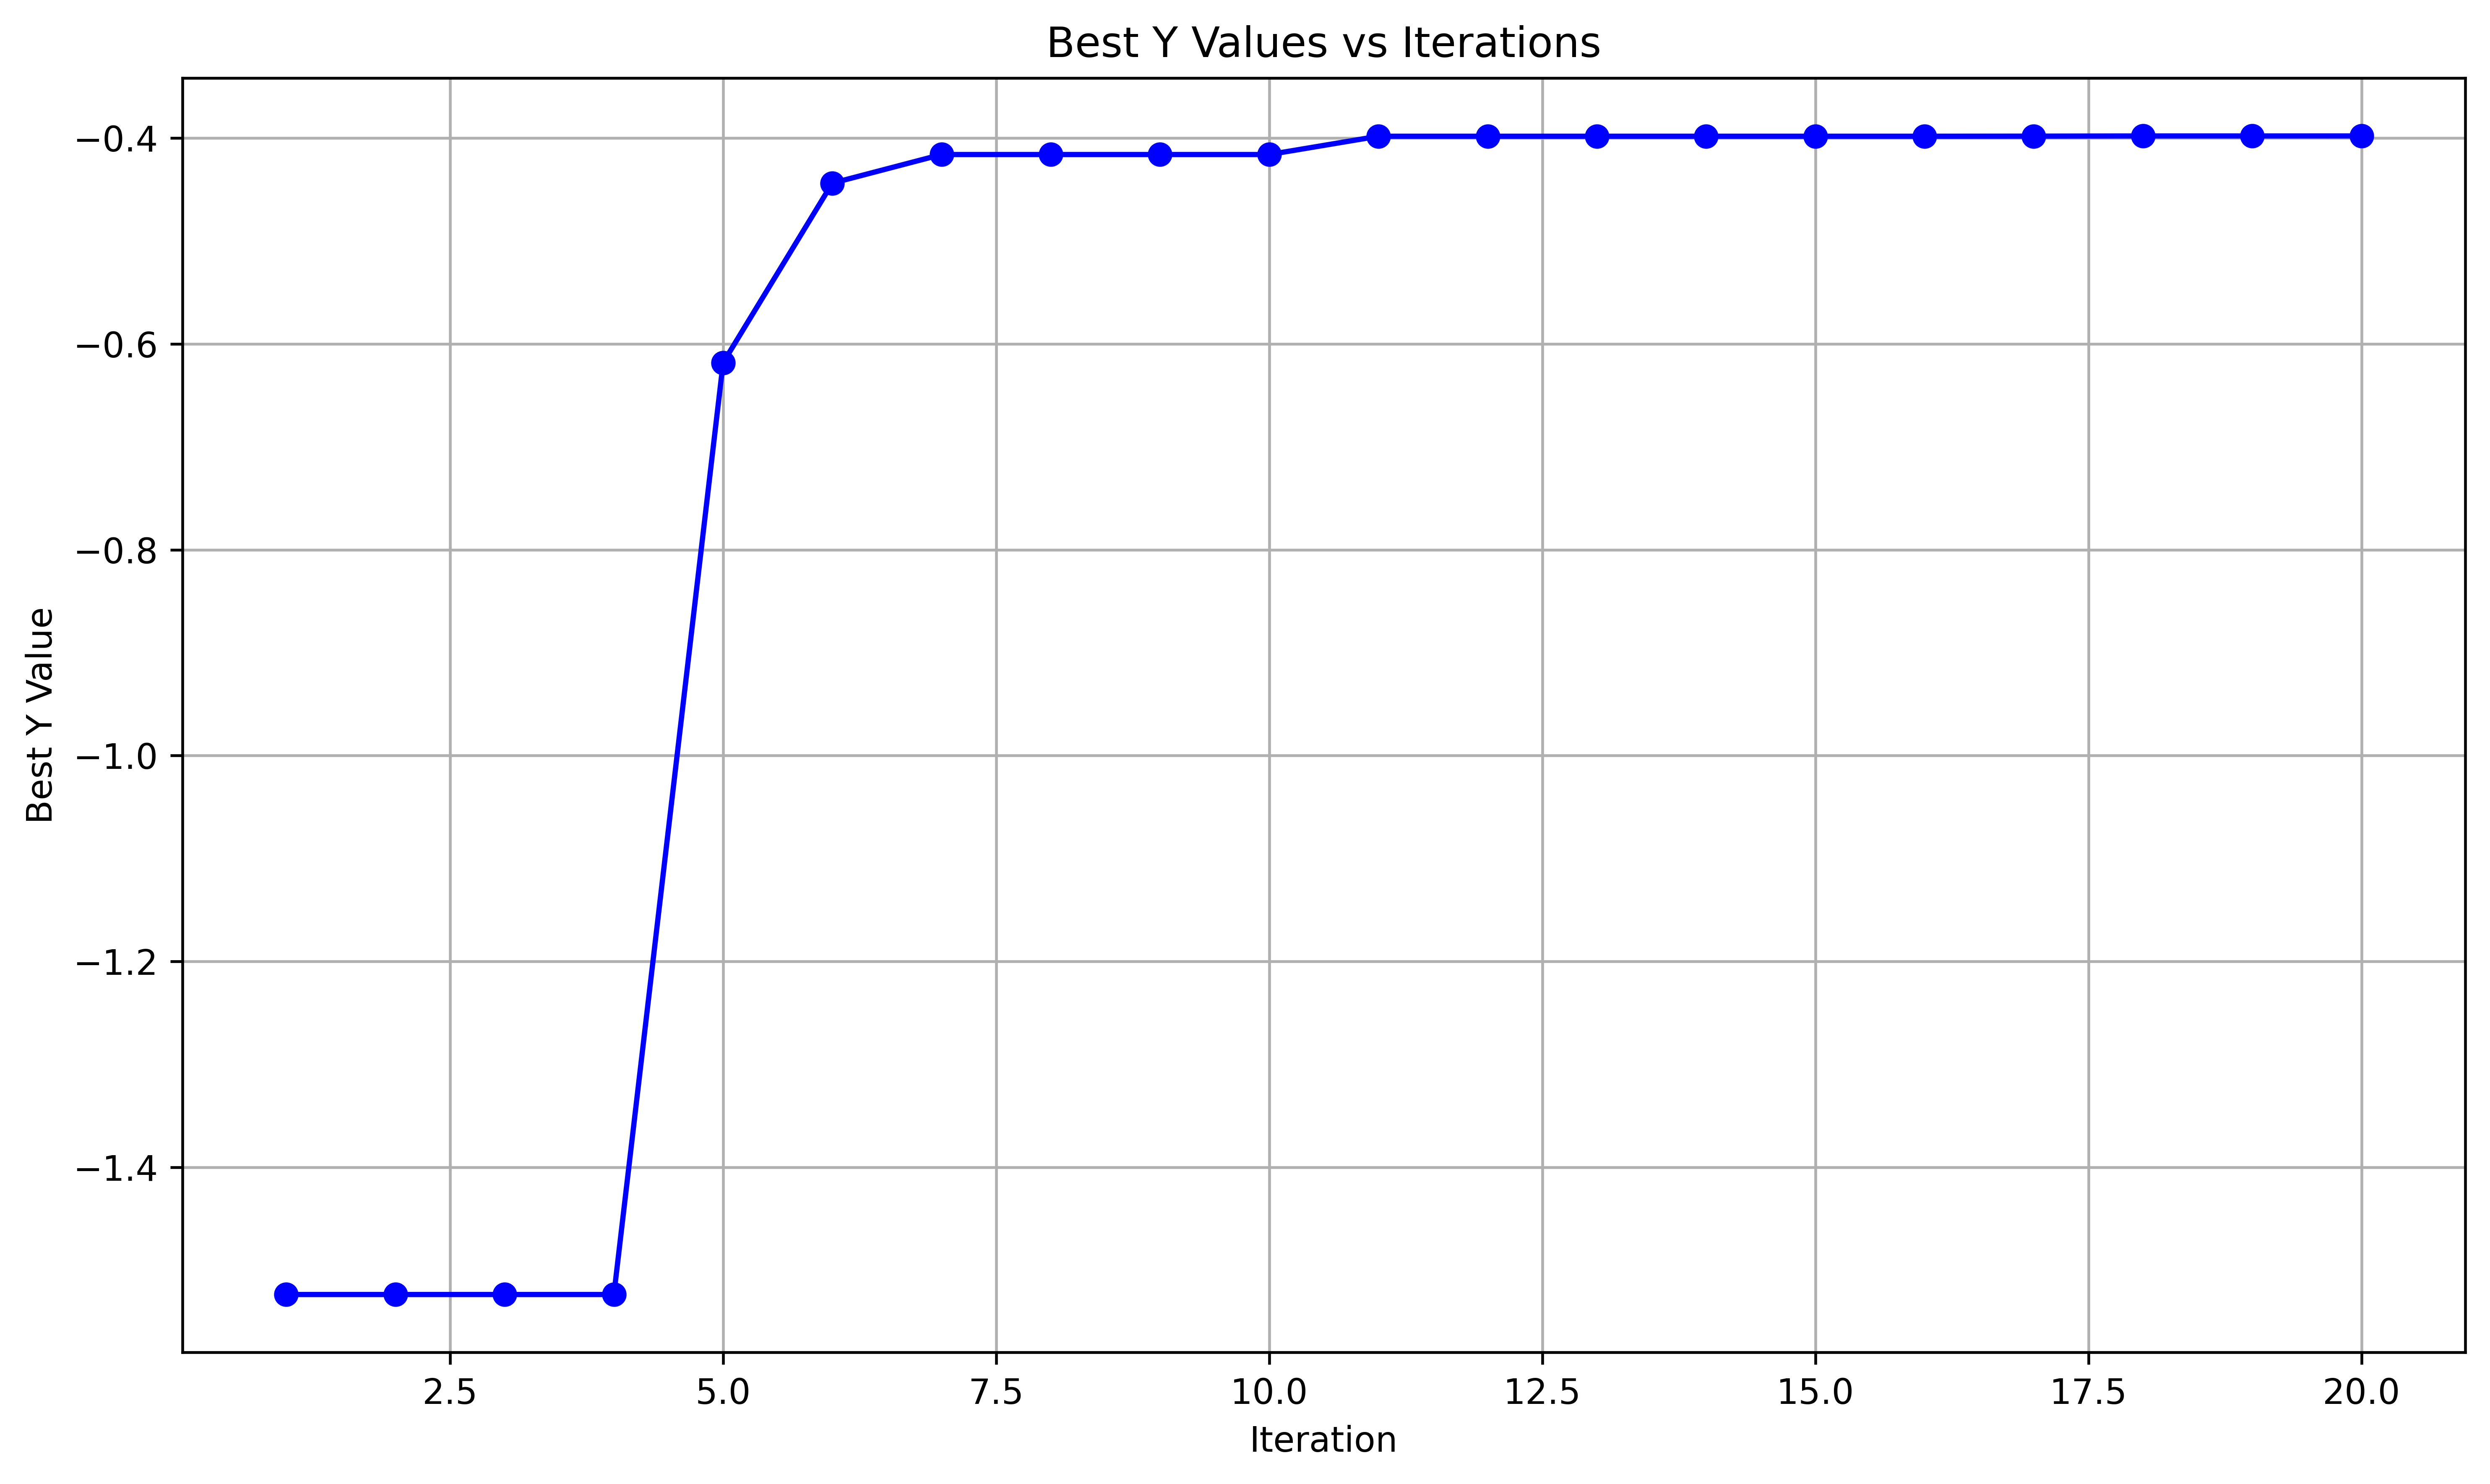 Best Y Values vs Iterations
Best Y Value
−0.4
−0.6
−0.8
−1.0
−1.2
−1.4
2.5 5.0 7.5 10.0 12.5 15.0 17.5 20.0
Iteration